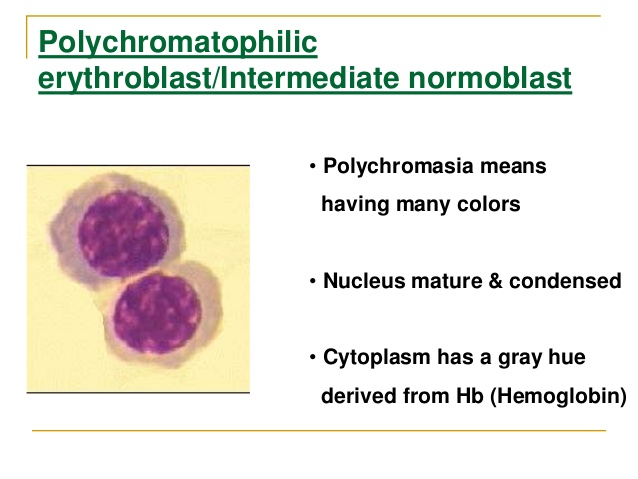 Polychromatophilic
erythroblast/Intermediate normoblast
• Polychromasia means
having many colors
• Nucleus mature & condensed
• Cytoplasm has a gray hue
derived from Hb (Hemoglobin)